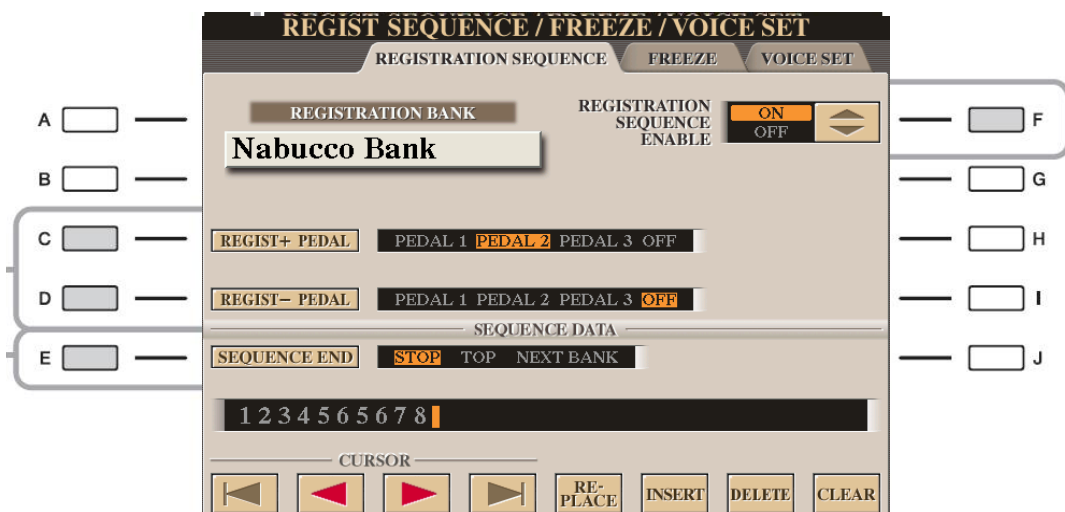 REGIST SEQUENCE / FREEZE / VOICE SET
REGISTRATION SEQUENCE FREEZE VOICE SET
REGISTRATION BANK
Nabucco Bank
REGISTRATION
SEQUENCE
ENABLE
ON
OFF
A
F
B
G
C
REGIST+ PEDAL PEDAL 1 PEDAL 2 PEDAL 3 OFF
H
D
REGIST− PEDAL PEDAL 1 PEDAL 2 PEDAL 3 OFF
I
SEQUENCE DATA
E
SEQUENCE END STOP TOP NEXT BANK
J
1 2 3 4 5 6 5 6 7 8
CURSOR
RE-
PLACE
INSERT
DELETE
CLEAR